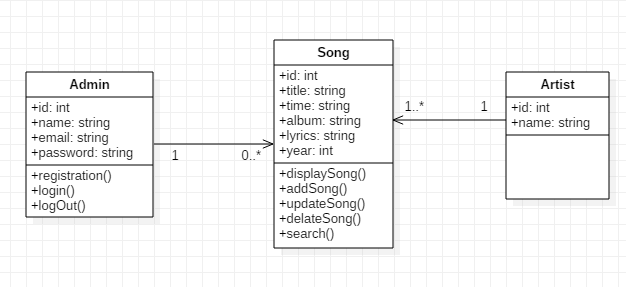 Admin
+id: int
+name: string
+email: string
+password: string
+registration()
+login()
+logOut()
1
0..*
Song
+id: int
+title: string
+time: string
+album: string
+lyrics: string
+year: int
+displaySong()
+addSong()
+updateSong()
+delateSong()
+search()
1..*
1
Artist
+id: int
+name: string